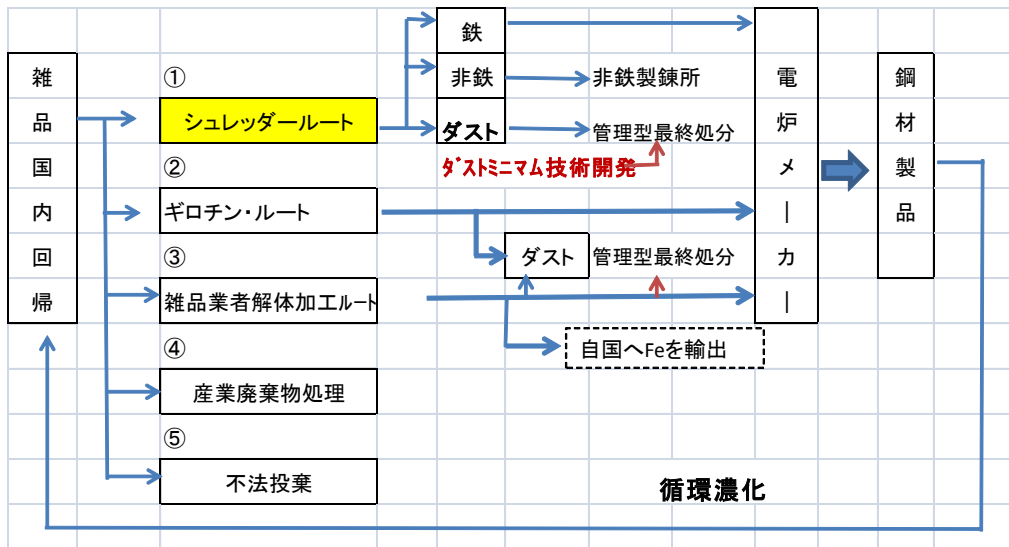 雑品国内回帰
①
シュレッダールート
②
ギロチン・ルート
③
雑品業者解体加工ルート
④
産業廃棄物処理
⑤
不法投棄
鉄
非鉄
非鉄製錬所
ダスト
管理型最終処分
ダストミニマム技術開発
ダスト
管理型最終処分
自国へFeを輸出
電炉メーカー
鋼材製品
循環濃化